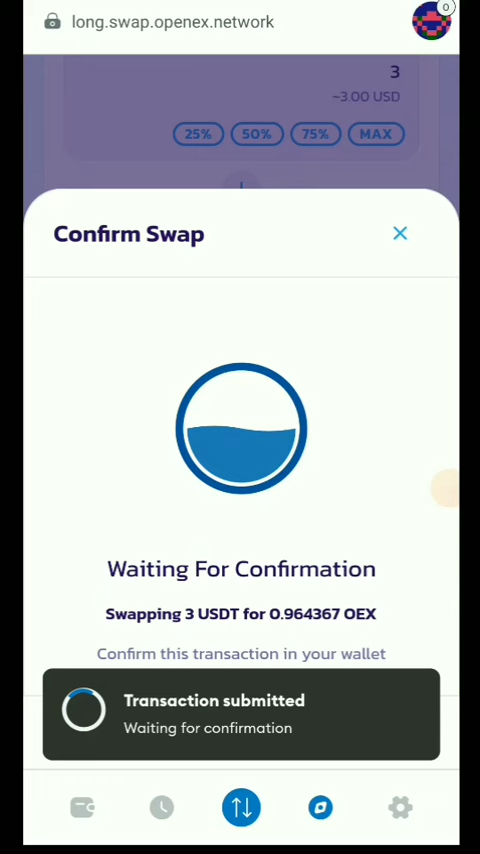 long.swap.openex.network
0
3
~3.00 USD
25% 50% 75% MAX
Confirm Swap
Waiting For Confirmation
Swapping 3 USDT for 0.964367 OEX
Confirm this transaction in your wallet
Transaction submitted
Waiting for confirmation